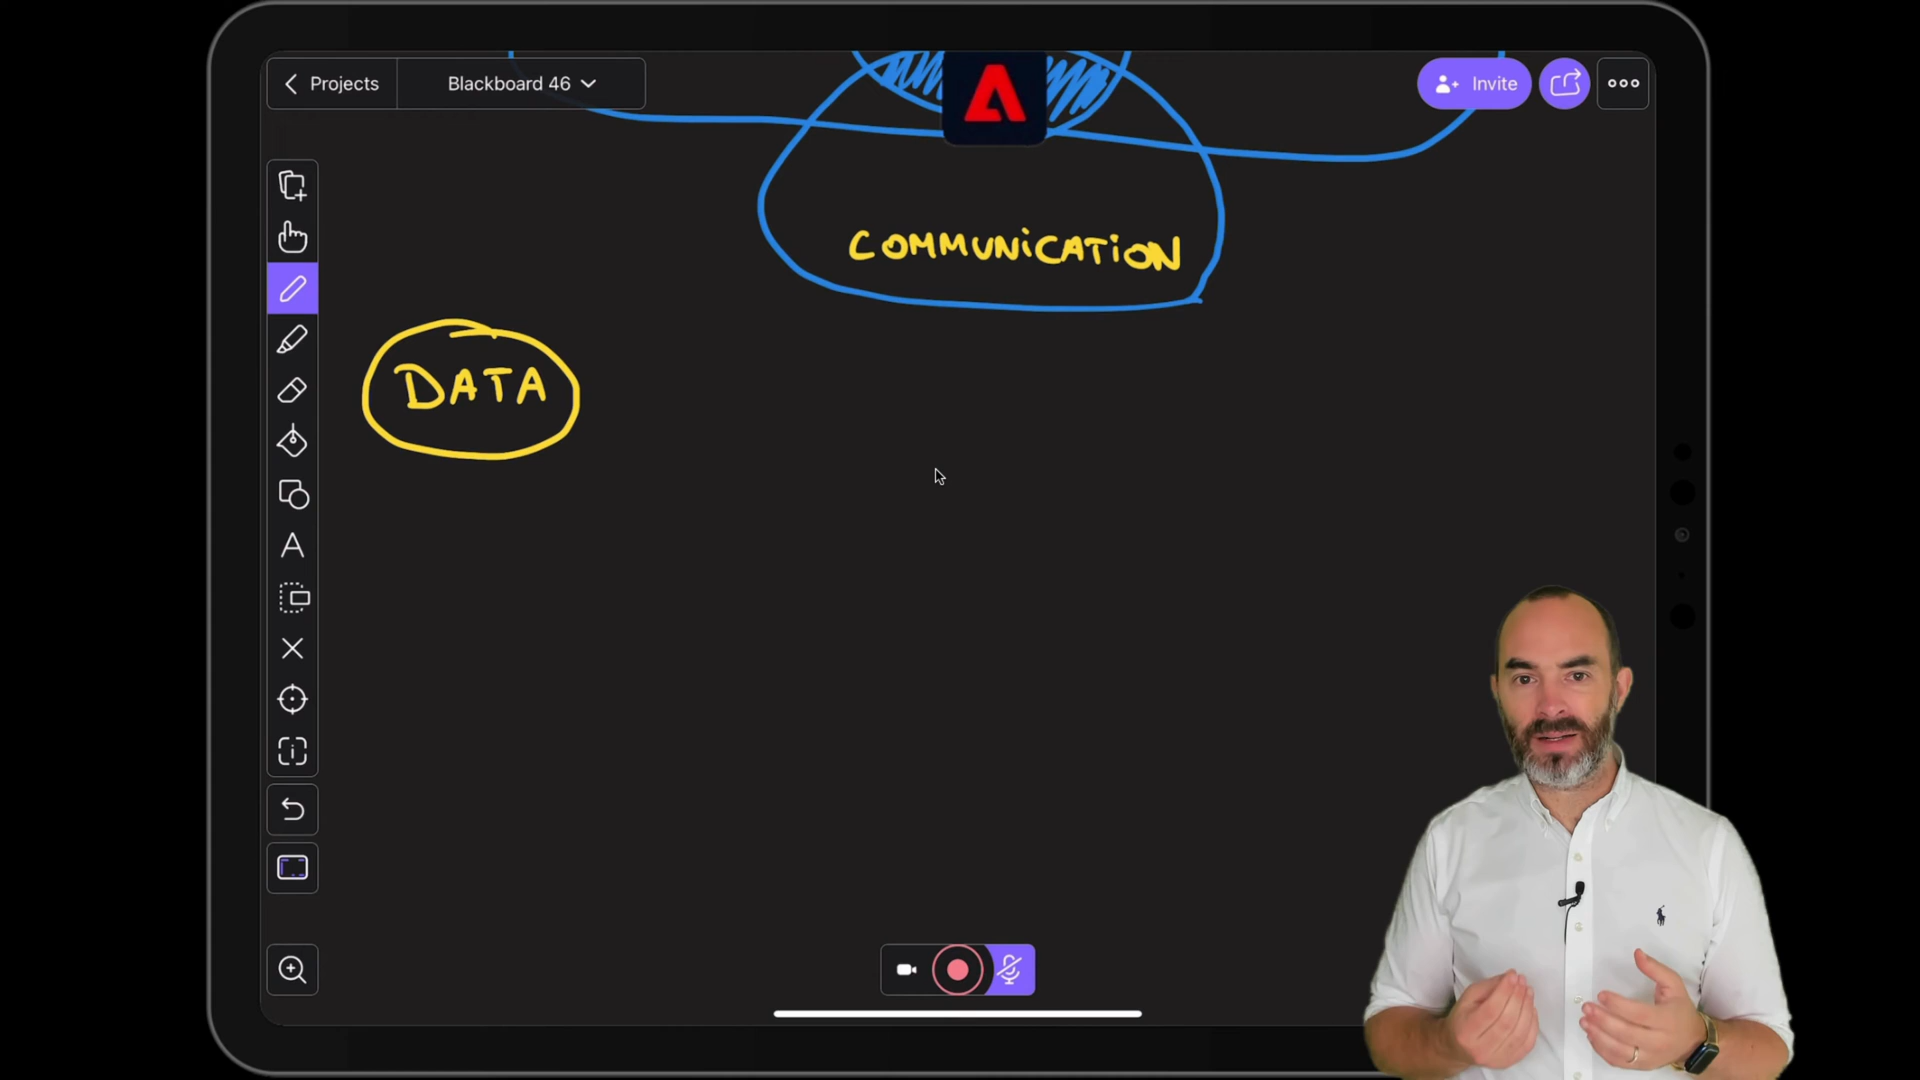 Projects
Blackboard 46
Invite
COMMUNiCATiON
DATA